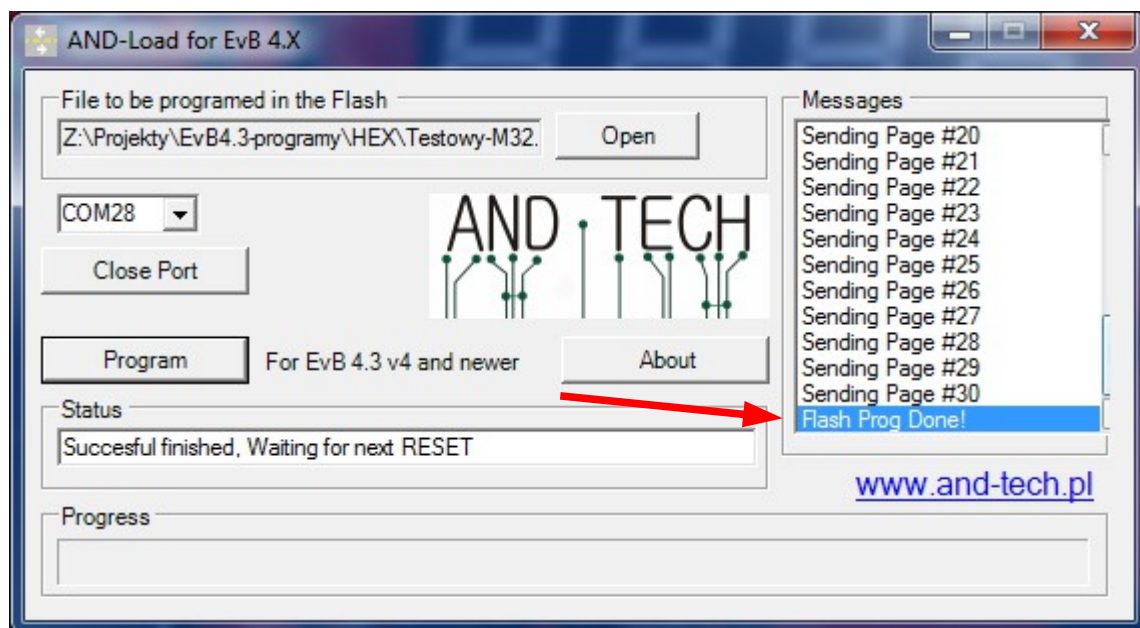 AND-Load for EvB 4.X
File to be programed in the Flash
Z:\Projekty\EvB4.3-programy\HEX\Testowy-M32.
Open
COM28
Close Port
AND TECH
Program
For EvB 4.3 v4 and newer
About
Status
Succesful finished, Waiting for next RESET
Messages
Sending Page #20
Sending Page #21
Sending Page #22
Sending Page #23
Sending Page #24
Sending Page #25
Sending Page #26
Sending Page #27
Sending Page #28
Sending Page #29
Sending Page #30
Flash Prog Done!
www.and-tech.pl
Progress